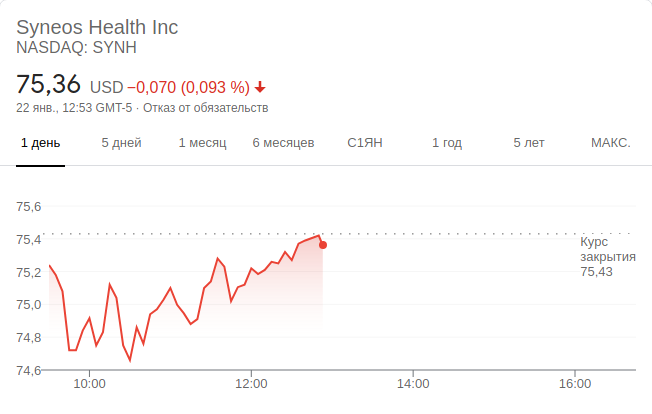 Syneos Health Inc
NASDAQ: SYNH
75,36 USD −0,070 (0,093 %)
22 янв., 12:53 GMT-5 · Отказ от обязательств
1 день 5 дней 1 месяц 6 месяцев С1ЯН 1 год 5 лет МАКС.
75,6
75,4
75,2
75,0
74,8
74,6
Курс
закрытия
75,43
10:00 12:00 14:00 16:00